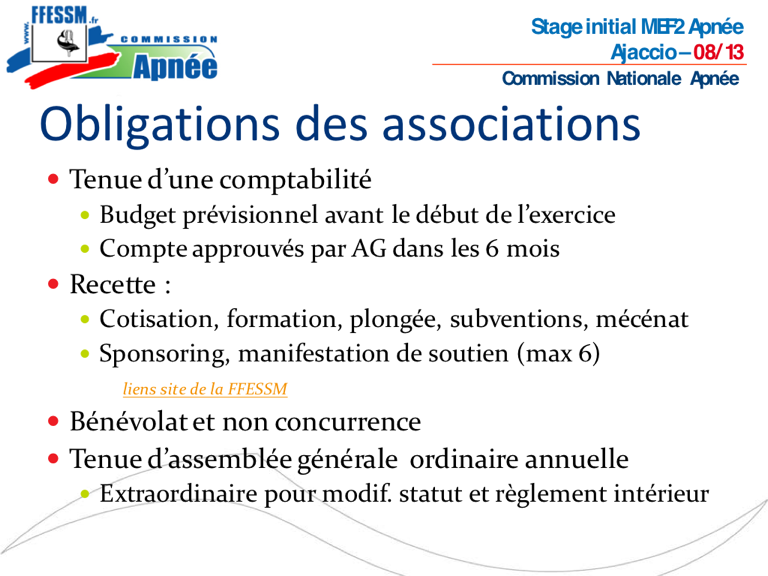 www.FFESSM.fr
COMMISSION
Apnée
Stage initial MEF2 Apnée
Ajaccio – 08/13
Commission Nationale Apnée
Obligations des associations
Tenue d’une comptabilité
Budget prévisionnel avant le début de l’exercice
Compte approuvés par AG dans les 6 mois
Recette :
Cotisation, formation, plongée, subventions, mécénat
Sponsoring, manifestation de soutien (max 6)
liens site de la FFESSM
Bénévolat et non concurrence
Tenue d’assemblée générale ordinaire annuelle
Extraordinaire pour modif. statut et règlement intérieur